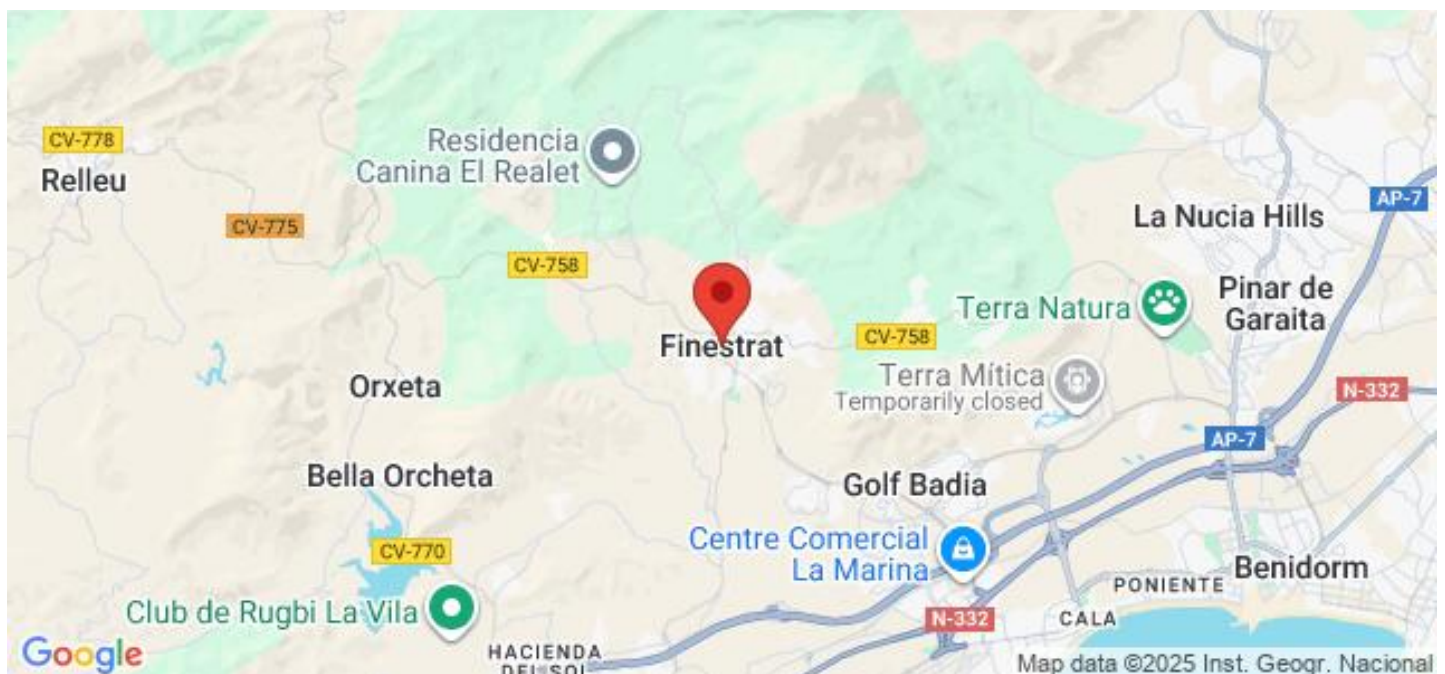 CV-778
Relleu
Residencia
Canina El Realet
CV-775
CV-758
AP-7
La Nucia Hills
Terra Natura
Pinar de
Garaita
Finestrat
CV-758
Terra Mítica
Temporarily closed
Orxeta
N-332
AP-7
Bella Orcheta
Golf Badia
CV-770
Centre Comercial
La Marina
Benidorm
PONIENTE
Club de Rugbi La Vila
N-332
CALA
HACIENDA
DEL SOL
Google
Map data ©2025 Inst. Geogr. Nacional